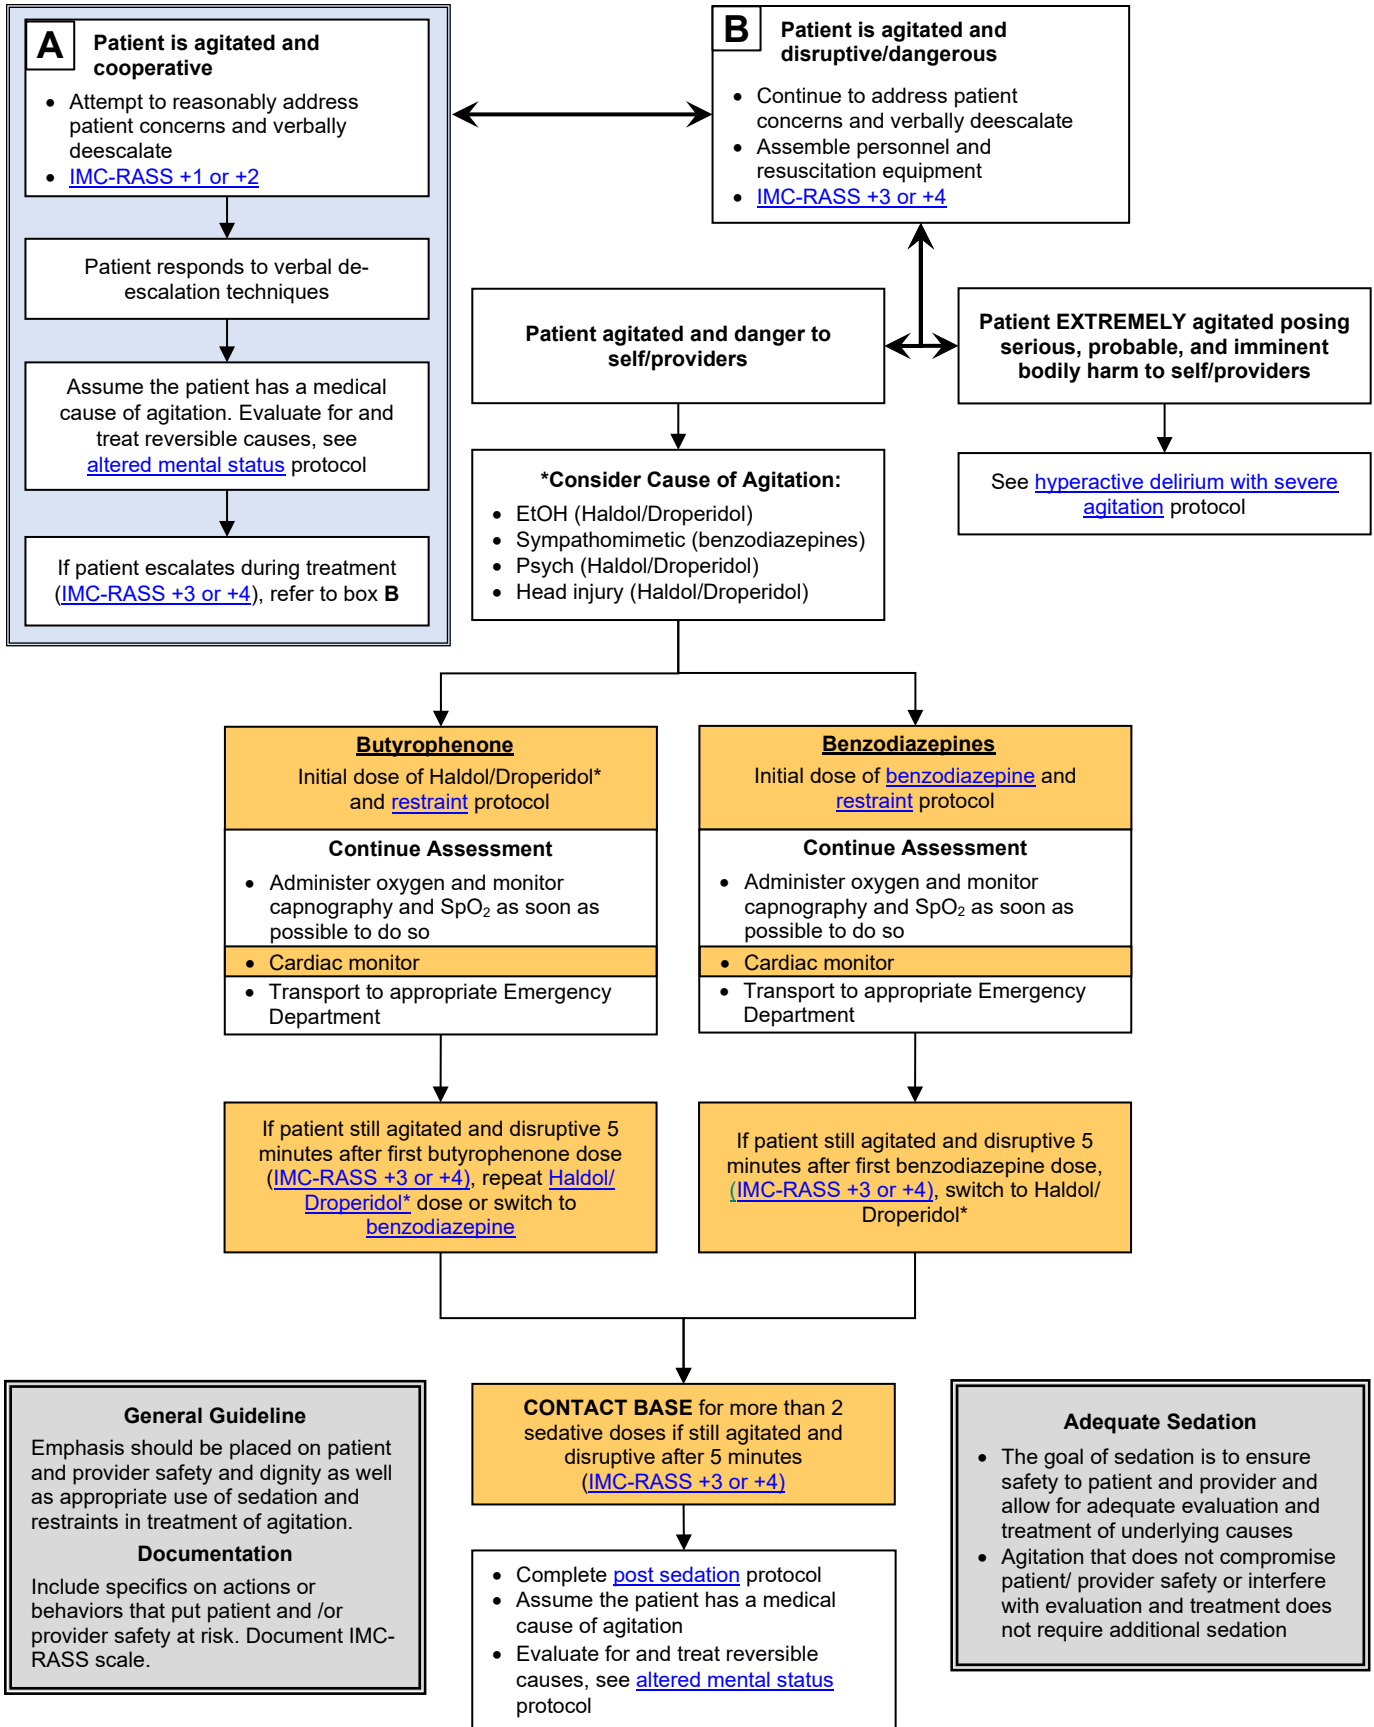 A
Patient is agitated and
cooperative
• Attempt to reasonably address
patient concerns and verbally
deescalate
• IMC-RASS +1 or +2
Patient responds to verbal de-
escalation techniques
Assume the patient has a medical
cause of agitation. Evaluate for and
treat reversible causes, see
altered mental status protocol
If patient escalates during treatment
(IMC-RASS +3 or +4), refer to box B
B
Patient is agitated and
disruptive/dangerous
• Continue to address patient
concerns and verbally deescalate
• Assemble personnel and
resuscitation equipment
• IMC-RASS +3 or +4
Patient agitated and danger to
self/providers
Patient EXTREMELY agitated posing
serious, probable, and imminent
bodily harm to self/providers
See hyperactive delirium with severe
agitation protocol
*Consider Cause of Agitation:
• EtOH (Haldol/Droperidol)
• Sympathomimetic (benzodiazepines)
• Psych (Haldol/Droperidol)
• Head injury (Haldol/Droperidol)
Butyrophenone
Initial dose of Haldol/Droperidol*
and restraint protocol
Continue Assessment
• Administer oxygen and monitor
capnography and SpO₂ as soon as
possible to do so
• Cardiac monitor
• Transport to appropriate Emergency
Department
If patient still agitated and disruptive 5
minutes after first butyrophenone dose
(IMC-RASS +3 or +4), repeat Haldol/
Droperidol* dose or switch to
benzodiazepine
Benzodiazepines
Initial dose of benzodiazepine and
restraint protocol
Continue Assessment
• Administer oxygen and monitor
capnography and SpO₂ as soon as
possible to do so
• Cardiac monitor
• Transport to appropriate Emergency
Department
If patient still agitated and disruptive 5
minutes after first benzodiazepine dose,
(IMC-RASS +3 or +4), switch to Haldol/
Droperidol*
CONTACT BASE for more than 2
sedative doses if still agitated and
disruptive after 5 minutes
(IMC-RASS +3 or +4)
• Complete post sedation protocol
• Assume the patient has a medical
cause of agitation
• Evaluate for and treat reversible
causes, see altered mental status
protocol
General Guideline
Emphasis should be placed on patient
and provider safety and dignity as well
as appropriate use of sedation and
restraints in treatment of agitation.
Documentation
Include specifics on actions or
behaviors that put patient and /or
provider safety at risk. Document IMC-
RASS scale.
Adequate Sedation
• The goal of sedation is to ensure
safety to patient and provider and
allow for adequate evaluation and
treatment of underlying causes
• Agitation that does not compromise
patient/ provider safety or interfere
with evaluation and treatment does
not require additional sedation